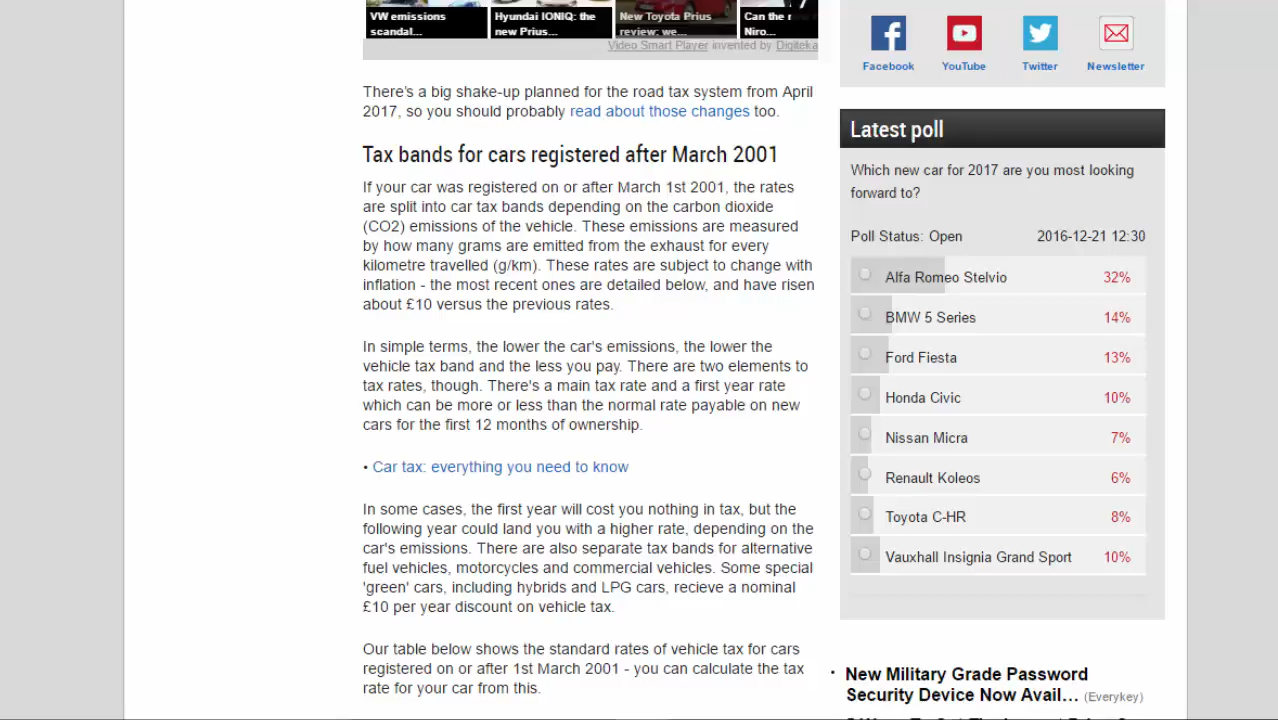 VW emissions
scandal...
Hyundai IONIQ: the
new Prius...
New Toyota Prius
review: we...
Can the
Niro...
Video Smart Player invented by Digiteka
There's a big shake-up planned for the road tax system from April
2017, so you should probably read about those changes too.
Tax bands for cars registered after March 2001
If your car was registered on or after March 1st 2001, the rates
are split into car tax bands depending on the carbon dioxide
(CO2) emissions of the vehicle. These emissions are measured
by how many grams are emitted from the exhaust for every
kilometre travelled (g/km). These rates are subject to change with
inflation - the most recent ones are detailed below, and have risen
about £10 versus the previous rates.
In simple terms, the lower the car's emissions, the lower the
vehicle tax band and the less you pay. There are two elements to
tax rates, though. There's a main tax rate and a first year rate
which can be more or less than the normal rate payable on new
cars for the first 12 months of ownership.
• Car tax: everything you need to know
In some cases, the first year will cost you nothing in tax, but the
following year could land you with a higher rate, depending on the
car's emissions. There are also separate tax bands for alternative
fuel vehicles, motorcycles and commercial vehicles. Some special
'green' cars, including hybrids and LPG cars, recieve a nominal
£10 per year discount on vehicle tax.
Our table below shows the standard rates of vehicle tax for cars
registered on or after 1st March 2001 - you can calculate the tax
rate for your car from this.
Facebook YouTube Twitter Newsletter
Latest poll
Which new car for 2017 are you most looking
forward to?
Poll Status: Open 2016-12-21 12:30
Alfa Romeo Stelvio 32%
BMW 5 Series 14%
Ford Fiesta 13%
Honda Civic 10%
Nissan Micra 7%
Renault Koleos 6%
Toyota C-HR 8%
Vauxhall Insignia Grand Sport 10%
New Military Grade Password
Security Device Now Avail... (Everykey)